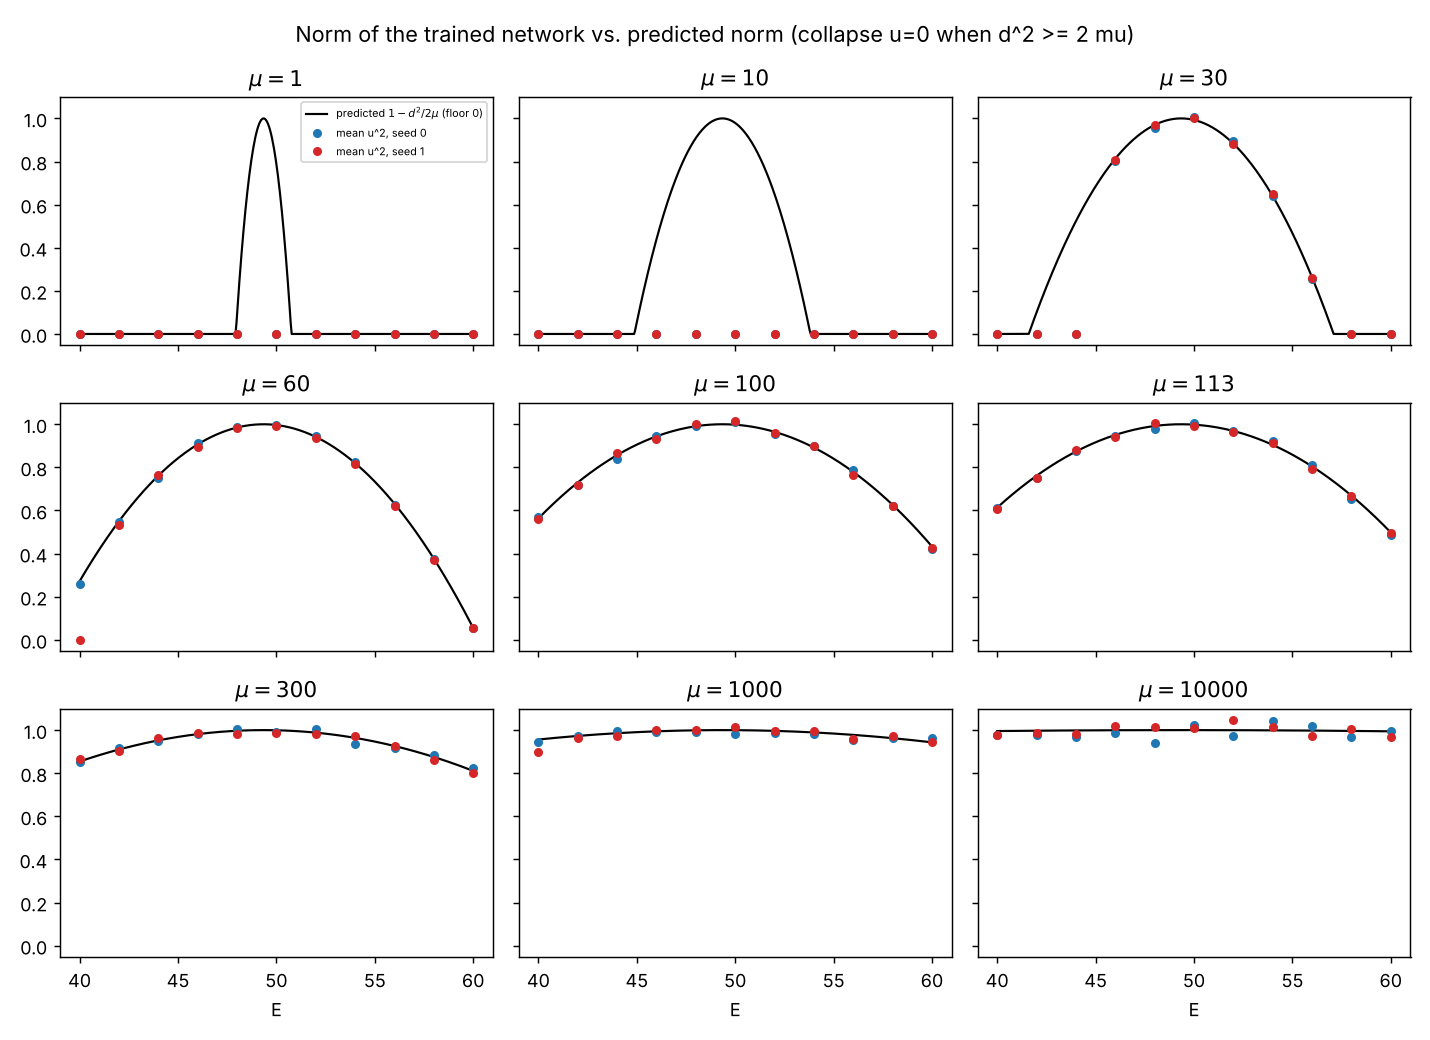 Norm of the trained network vs. predicted norm (collapse u=0 when d^2 >= 2 mu)
μ = 1
μ = 10
μ = 30
predicted 1 − d²/2μ (floor 0)
mean u^2, seed 0
mean u^2, seed 1
1.0
0.8
0.6
0.4
0.2
0.0
μ = 60
μ = 100
μ = 113
1.0
0.8
0.6
0.4
0.2
0.0
μ = 300
μ = 1000
μ = 10000
1.0
0.8
0.6
0.4
0.2
0.0
40 45 50 55 60
40 45 50 55 60
40 45 50 55 60
E
E
E